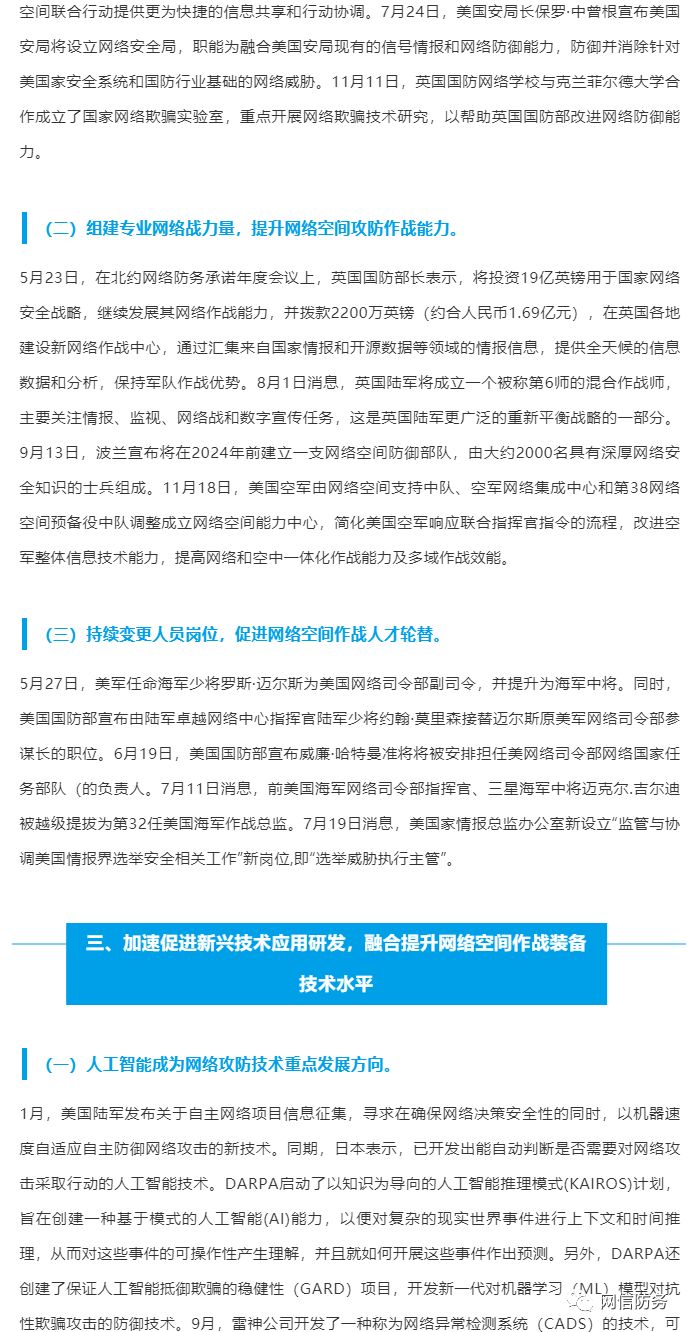 空间联合行动提供更为快捷的信息共享和行动协调。7月24日，美国安局长保罗·中曾根宣布美国
安局将设立网络安全局，职能为融合美国安局现有的信号情报和网络防御能力，防御并消除针对
美国家安全系统和国防行业基础的网络威胁。11月11日，英国国防网络学校与克兰菲尔德大学合
作成立了国家网络欺骗实验室，重点开展网络欺骗技术研究，以帮助英国国防部改进网络防御能
力。
（二）组建专业网络战力量，提升网络空间攻防作战能力。
5月23日，在北约网络防务承诺年度会议上，英国国防部长表示，将投资19亿英镑用于国家网络
安全战略，继续发展其网络作战能力，并拨款2200万英镑（约合人民币1.69亿元），在英国各地
建设新网络作战中心，通过汇集来自国家情报和开源数据等领域的情报信息，提供全天候的信息
数据和分析，保持军队作战优势。8月1日消息，英国陆军将成立一个被称第6师的混合作战师，
主要关注情报、监视、网络战和数字宣传任务，这是英国陆军更广泛的重新平衡战略的一部分。
9月13日，波兰宣布将在2024年前建立一支网络空间防御部队，由大约2000名具有深厚网络安
全知识的士兵组成。11月18日，美国空军由网络空间支持中队、空军网络集成中心和第38网络
空间预备役中队调整成立网络空间能力中心，简化美国空军响应联合指挥官指令的流程，改进空
军整体信息技术能力，提高网络和空中一体化作战能力及多域作战效能。
（三）持续变更人员岗位，促进网络空间作战人才轮替。
5月27日，美军任命海军少将罗斯·迈尔斯为美国网络司令部副司令，并提升为海军中将。同时，
美国国防部宣布由陆军卓越网络中心指挥官陆军少将约翰·莫里森接替迈尔斯原美军网络司令部参
谋长的职位。6月19日，美国国防部宣布威廉·哈特曼准将将被安排担任美网络司令部网络国家任
务部队（的负责人。7月11日消息，前美国海军网络司令部指挥官、三星海军中将迈克尔.吉尔迪
被越级提拔为第32任美国海军作战总监。7月19日消息，美国家情报总监办公室新设立“监管与协
调美国情报界选举安全相关工作”新岗位,即“选举威胁执行主管”。
三、加速促进新兴技术应用研发，融合提升网络空间作战装备
技术水平
（一）人工智能成为网络攻防技术重点发展方向。
1月，美国陆军发布关于自主网络项目信息征集，寻求在确保网络决策安全性的同时，以机器速
度自适应自主防御网络攻击的新技术。同期，日本表示，已开发出能自动判断是否需要对网络攻
击采取行动的人工智能技术。DARPA启动了以知识为导向的人工智能推理模式(KAIROS)计划，
旨在创建一种基于模式的人工智能(AI)能力，以便对复杂的现实世界事件进行上下文和时间推
理，从而对这些事件的可操作性产生理解，并且就如何开展这些事件作出预测。另外，DARPA还
创建了保证人工智能抵御欺骗的稳健性（GARD）项目，开发新一代对机器学习（ML）模型对抗
性欺骗攻击的防御技术。9月，雷神公司开发了一种称为网络异常检测系统（CADS）的技术，可
网信防务